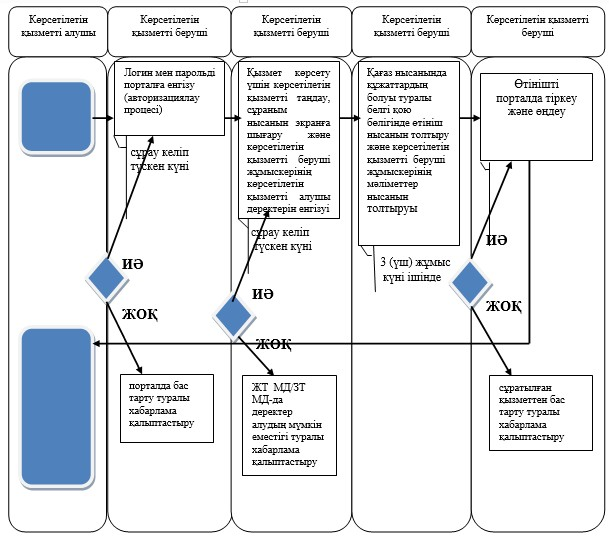 Көрсетілетін
қызметті алушы
Көрсетілетін
қызметті беруші
Көрсетілетін
қызметті беруші
Көрсетілетін
қызметті беруші
Көрсетілетін қызметті
беруші
Логин мен парольді
порталға енгізу
(авторизациялау
процесі)
сұрау келіп
түскен күні
Қызмет көрсету
үшін көрсетілетін
қызметті таңдау,
сұраным
нысанын экранға
шығару және
көрсетілетін
қызметті беруші
жұмыскерінің
көрсетілетін
қызметті алушы
деректерін енгізуі
сұрау келіп
түскен күні
Қағаз нысанында
құжаттардың
болуы туралы
белгі қою
бөлігінде өтініш
нысанын толтыру
және көрсетілетін
қызметті беруші
жұмыскерінің
мәліметтер
нысанын
толтыруы
3 (үш) жұмыс
күні ішінде
Өтінішті
порталда тіркеу
және өңдеу
ИӘ
ЖОҚ
ИӘ
ЖОҚ
ИӘ
ЖОҚ
порталда бас
тарту туралы
хабарлама
қалыптастыру
ЖТ МД/ЗТ
МД-да
деректер
алудың мүмкін
еместігі туралы
хабарлама
қалыптастыру
сұратылған
қызметтен бас
тарту туралы
хабарлама
қалыптастыру